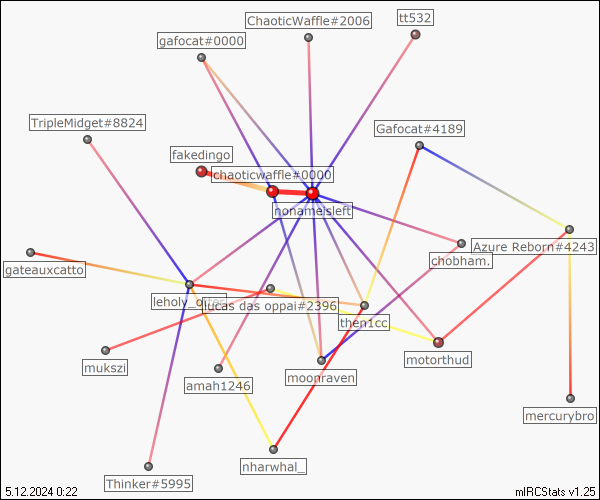 ChaoticWaffle#2006
tt532
gafocat#0000
TripleMidget#8824
Gafocat#4189
fakedingo
chaoticwaffle#0000
nonameisleft
Azure Reborn#4243
chobham.
gateauxcatto
lucas das oppai#2396
then1cc
motorthud
mukszi
moonraven
amah1246
mercurybro
nharwhal_
Thinker#5995
5.12.2024 0:22
mIRCStats v1.25